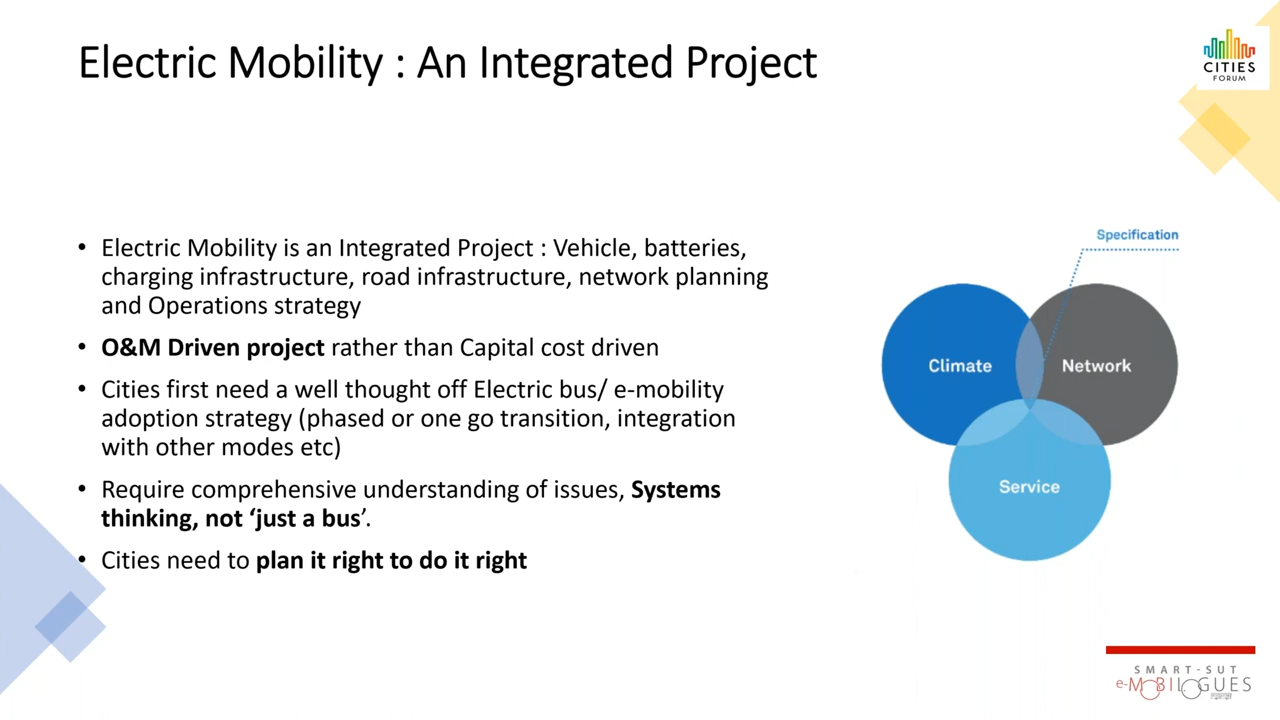 Electric Mobility : An Integrated Project
CITIES
FORUM
• Electric Mobility is an Integrated Project : Vehicle, batteries,
charging infrastructure, road infrastructure, network planning
and Operations strategy
• O&M Driven project rather than Capital cost driven
• Cities first need a well thought off Electric bus/ e-mobility
adoption strategy (phased or one go transition, integration
with other modes etc)
• Require comprehensive understanding of issues, Systems
thinking, not ‘just a bus’.
• Cities need to plan it right to do it right
Specification
Climate
Network
Service
SMART-SUT
e-MOBILOGUES